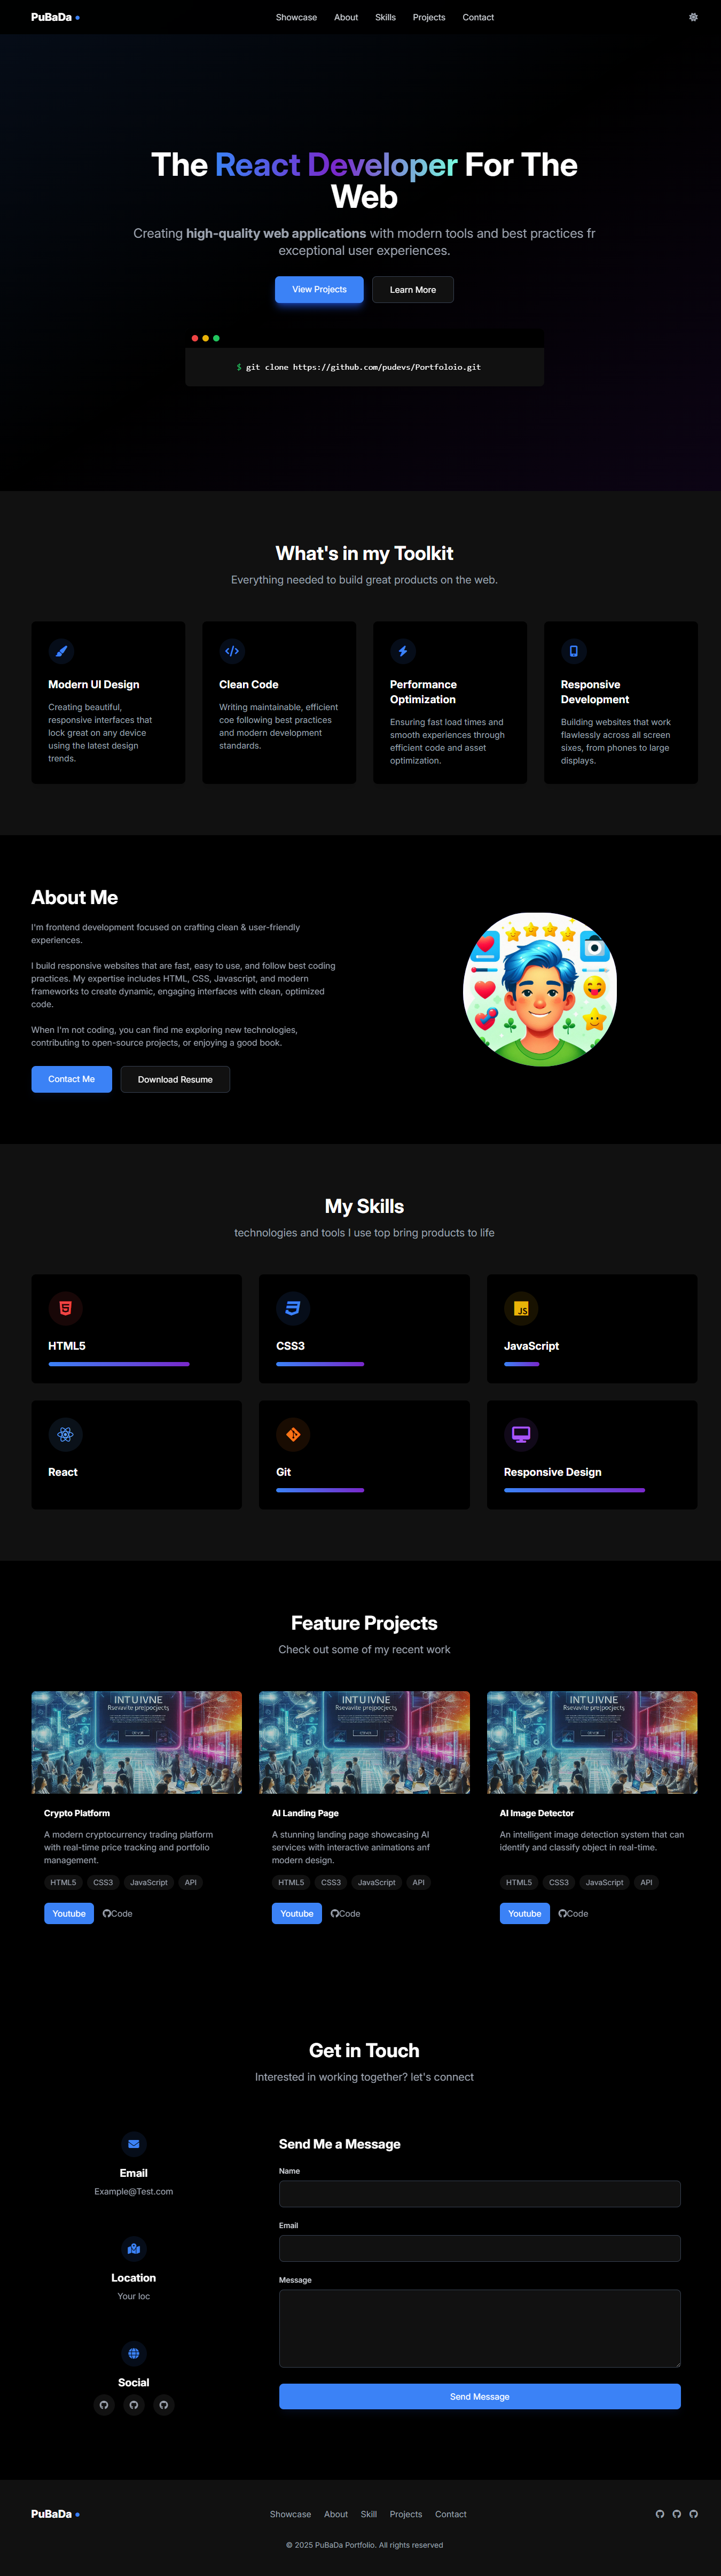 PuBaDa
Showcase About Skills Projects Contact
The React Developer For The
Web
Creating high-quality web applications with modern tools and best practices fr
exceptional user experiences.
View Projects Learn More
$ git clone https://github.com/pudevs/Portfoloio.git
What's in my Toolkit
Everything needed to build great products on the web.
Modern UI Design
Creating beautiful,
responsive interfaces that
lock great on any device
using the latest design
trends.
Clean Code
Writing maintainable, efficient
coe following best practices
and modern development
standards.
Performance
Optimization
Ensuring fast load times and
smooth experiences through
efficient code and asset
optimization.
Responsive
Development
Building websites that work
flawlessly across all screen
sixes, from phones to large
displays.
About Me
I'm frontend development focused on crafting clean & user-friendly
experiences.
I build responsive websites that are fast, easy to use, and follow best coding
practices. My expertise includes HTML, CSS, Javascript, and modern
frameworks to create dynamic, engaging interfaces with clean, optimized
code.
When I'm not coding, you can find me exploring new technologies,
contributing to open-source projects, or enjoying a good book.
Contact Me Download Resume
My Skills
technologies and tools I use top bring products to life
HTML5
CSS3
JS
JavaScript
React
Git
Responsive Design
Feature Projects
Check out some of my recent work
INTUIVNE
Crypto Platform
A modern cryptocurrency trading platform
with real-time price tracking and portfolio
management.
HTML5 CSS3 JavaScript API
Youtube Code
INTUIVNE
AI Landing Page
A stunning landing page showcasing AI
services with interactive animations anf
modern design.
HTML5 CSS3 JavaScript API
Youtube Code
INTUIVNE
AI Image Detector
An intelligent image detection system that can
identify and classify object in real-time.
HTML5 CSS3 JavaScript API
Youtube Code
Get in Touch
Interested in working together? let's connect
Email
Example@Test.com
Location
Your loc
Social
Send Me a Message
Name
Email
Message
Send Message
PuBaDa
Showcase About Skill Projects Contact
© 2025 PuBaDa Portfolio. All rights reserved